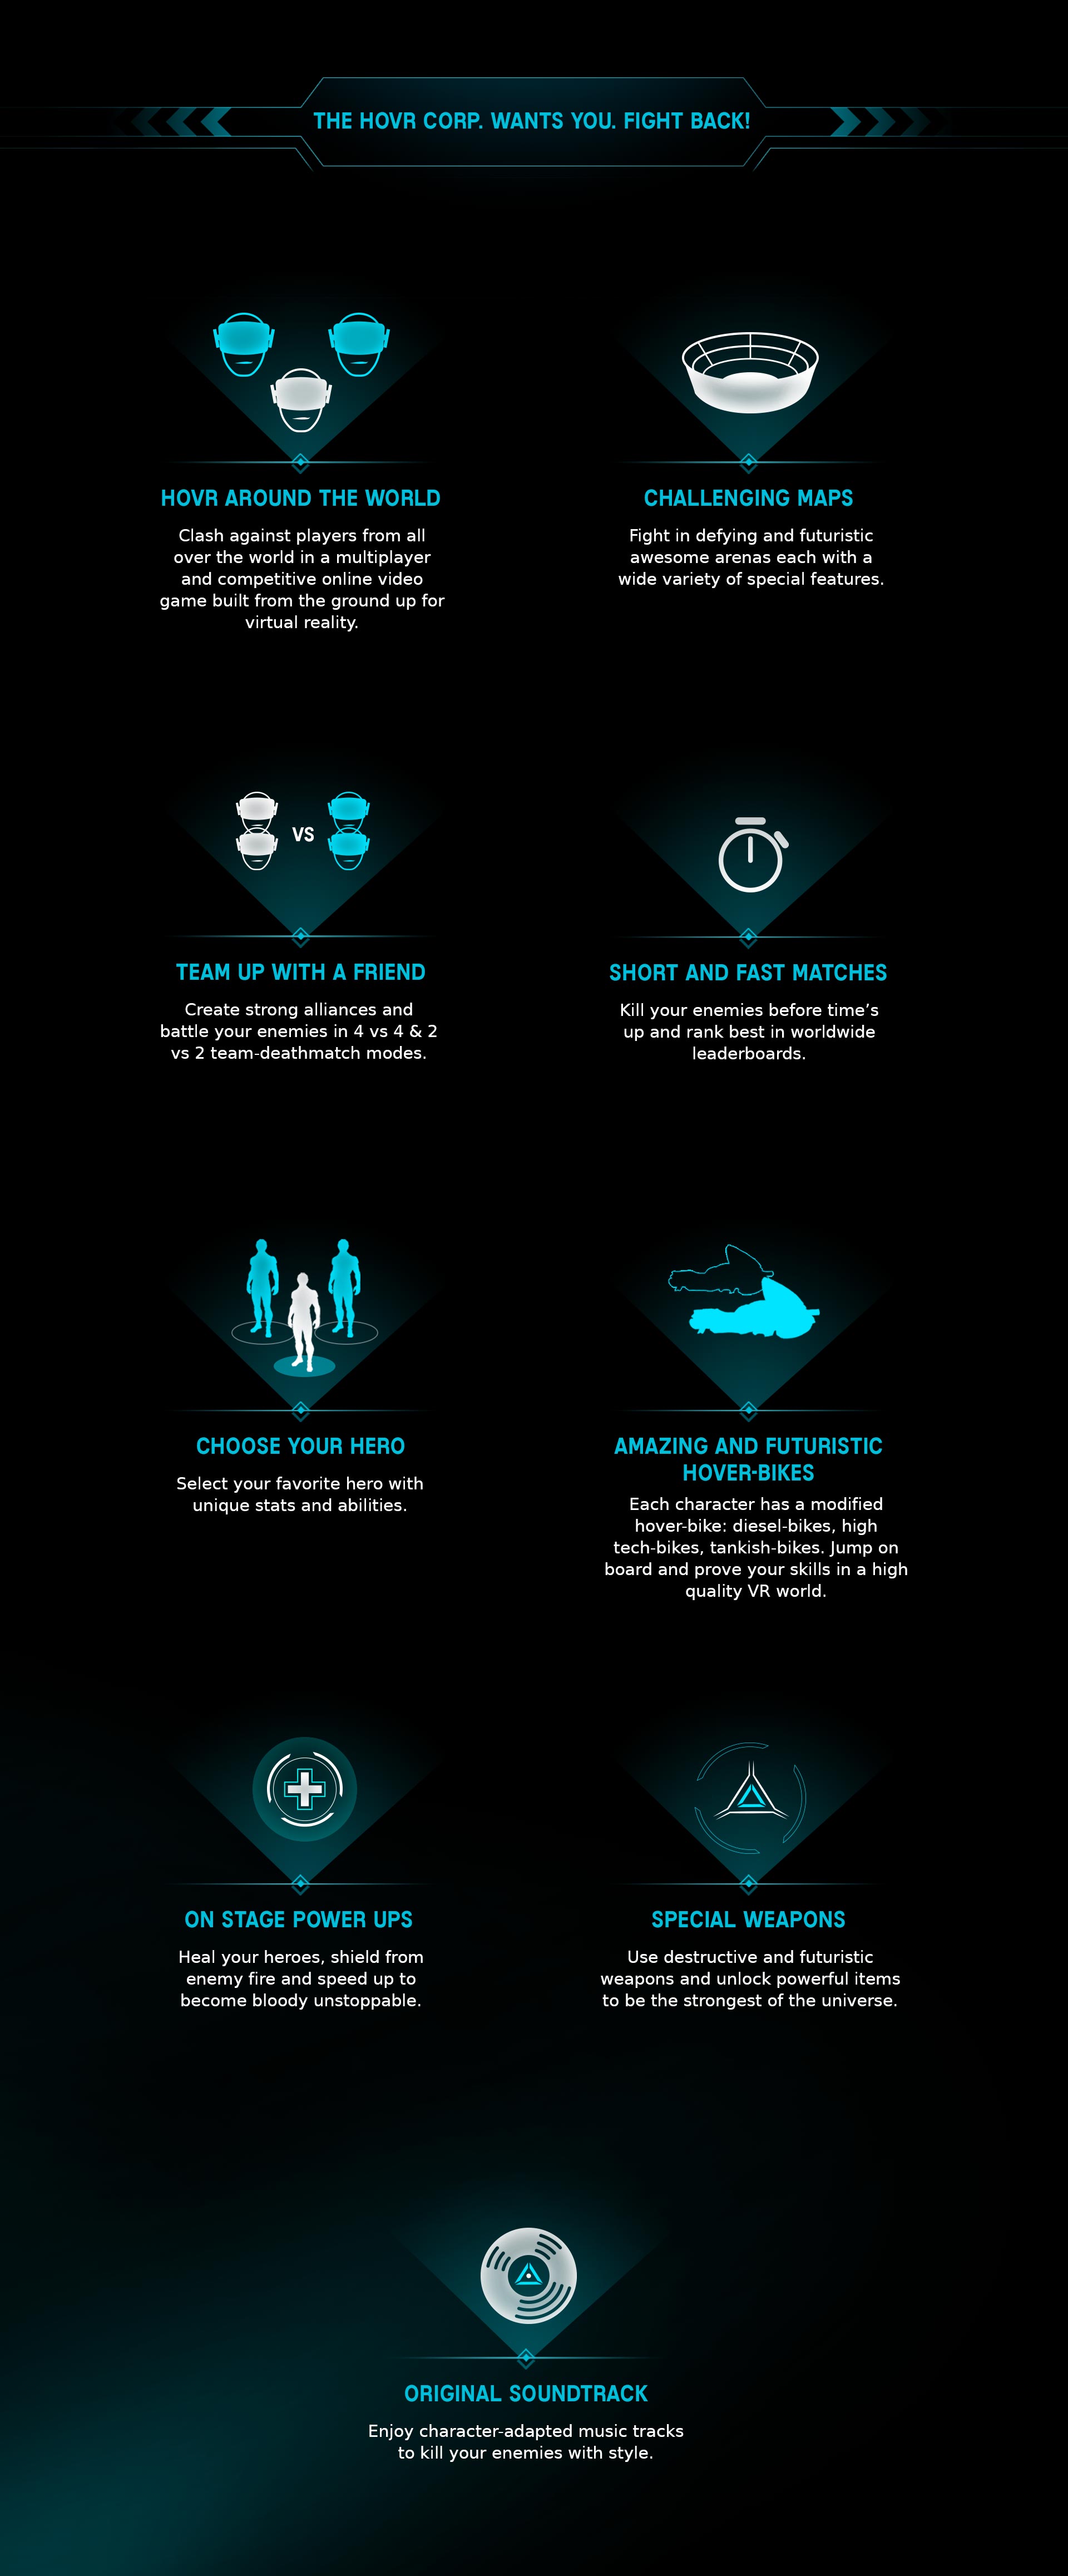 THE HOVR CORP. WANTS YOU. FIGHT BACK!
HOVR AROUND THE WORLD
Clash against players from all
over the world in a multiplayer
and competitive online video
game built from the ground up for
virtual reality.
CHALLENGING MAPS
Fight in defying and futuristic
awesome arenas each with a
wide variety of special features.
VS
TEAM UP WITH A FRIEND
Create strong alliances and
battle your enemies in 4 vs 4 & 2
vs 2 team-deathmatch modes.
SHORT AND FAST MATCHES
Kill your enemies before time’s
up and rank best in worldwide
leaderboards.
CHOOSE YOUR HERO
Select your favorite hero with
unique stats and abilities.
AMAZING AND FUTURISTIC
HOVER-BIKES
Each character has a modified
hover-bike: diesel-bikes, high
tech-bikes, tankish-bikes. Jump on
board and prove your skills in a high
quality VR world.
ON STAGE POWER UPS
Heal your heroes, shield from
enemy fire and speed up to
become bloody unstoppable.
SPECIAL WEAPONS
Use destructive and futuristic
weapons and unlock powerful items
to be the strongest of the universe.
ORIGINAL SOUNDTRACK
Enjoy character-adapted music tracks
to kill your enemies with style.